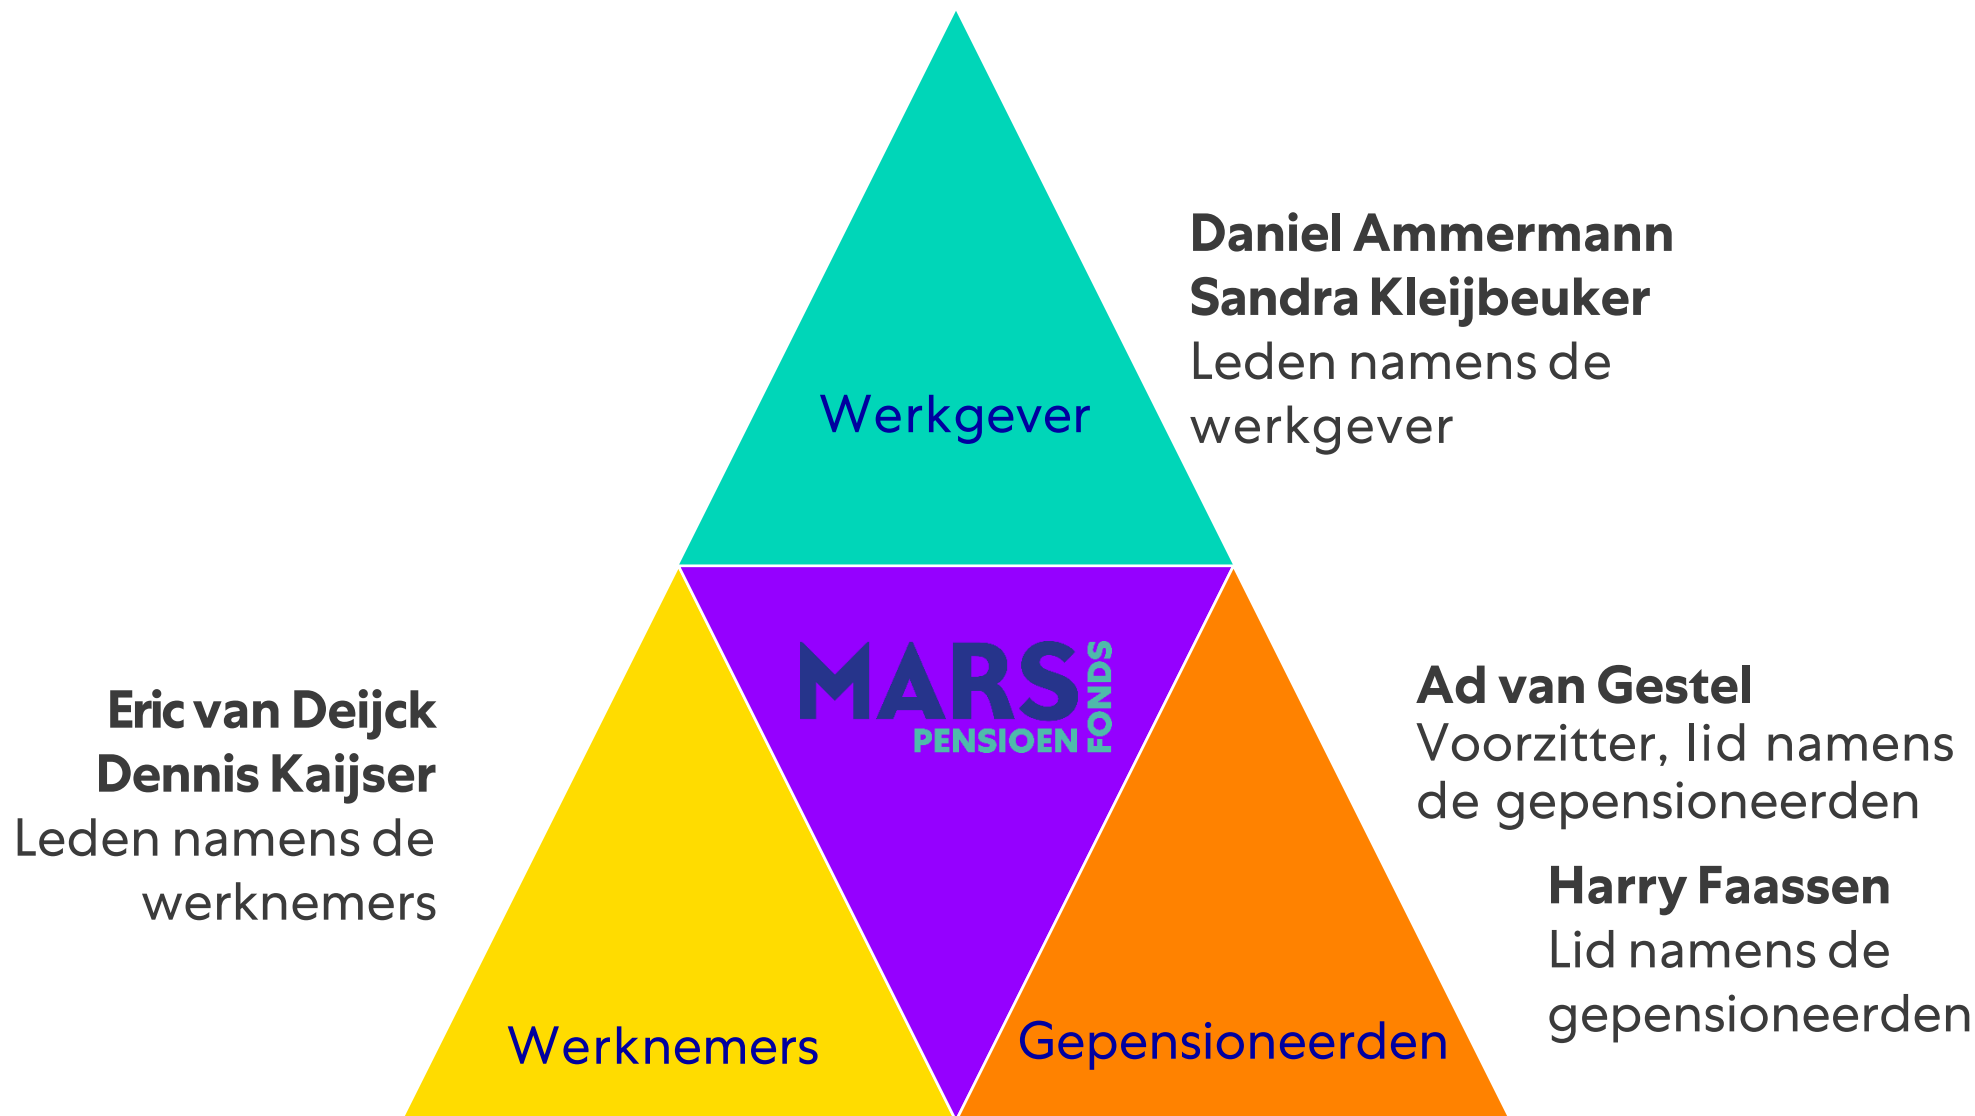 Daniel Ammermann
Sandra Kleijbeuker
Leden namens de
werkgever
Werkgever
MARS
PENSIOEN
FONDS
Eric van Deijck
Dennis Kaijser
Leden namens de
werknemers
Ad van Gestel
Voorzitter, lid namens
de gepensioneerden
Harry Faassen
Lid namens de
gepensioneerden
Werknemers
Gepensioneerden